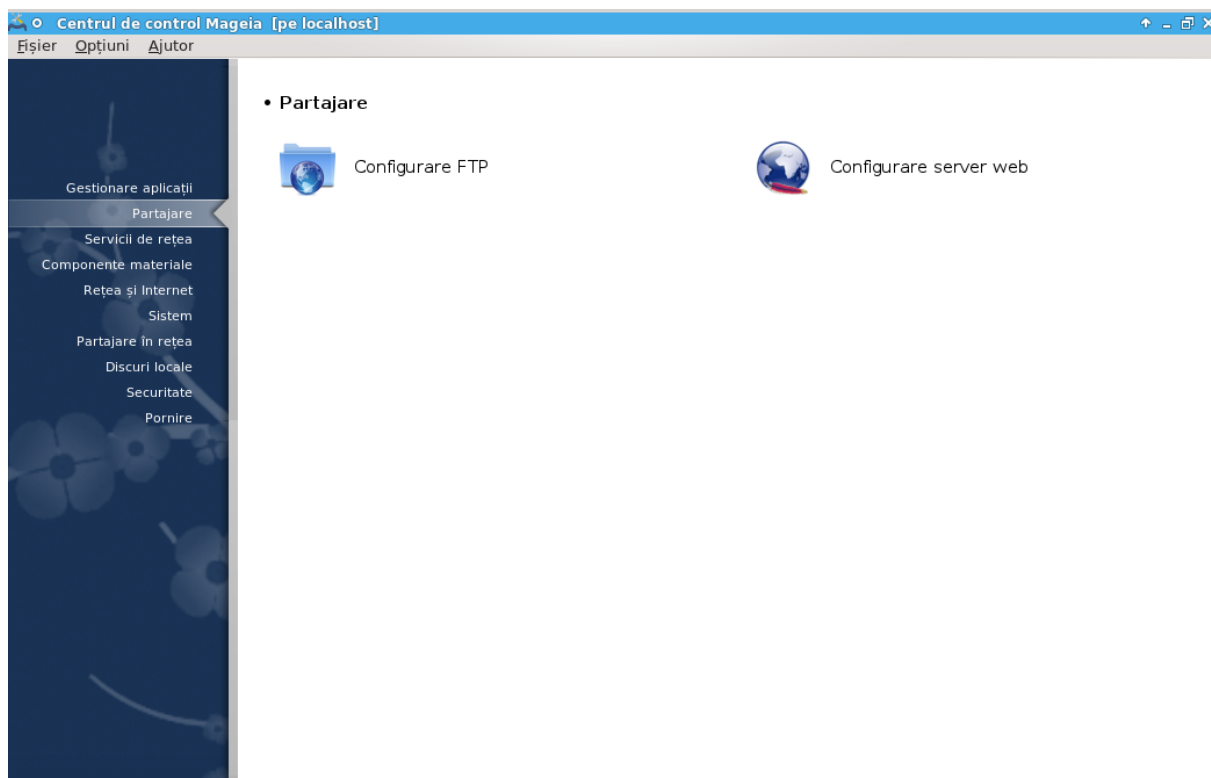 Centrul de control Mageia [pe localhost]
Fișier Opțiuni Ajutor
Gestionare aplicații
Partajare
Servicii de rețea
Componente materiale
Rețea și Internet
Sistem
Partajare în rețea
Discuri locale
Securitate
Pornire
• Partajare
Configurare FTP
Configurare server web